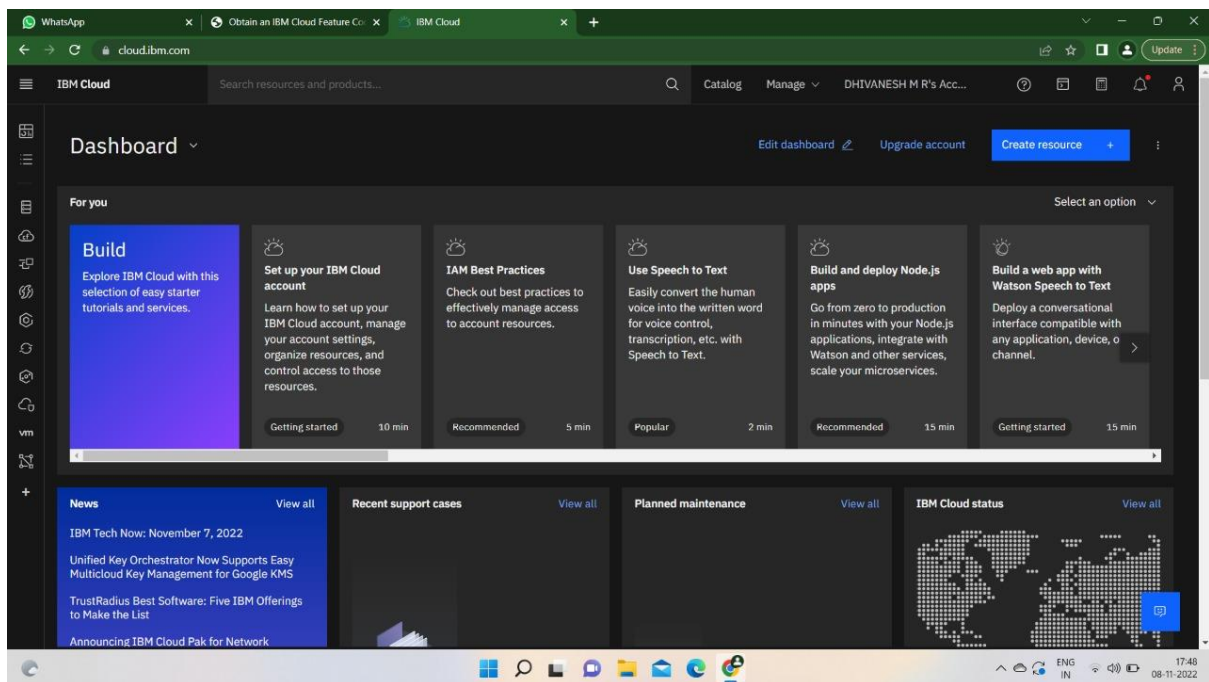 WhatsApp
Obtain an IBM Cloud Feature Co
IBM Cloud
cloud.ibm.com
Update
IBM Cloud
Search resources and products...
Catalog
Manage
DHIVANESH M R's Acc...
Dashboard
Edit dashboard
Upgrade account
Create resource +
For you
Select an option
Build
Explore IBM Cloud with this
selection of easy starter
tutorials and services.
Set up your IBM Cloud
account
Learn how to set up your
IBM Cloud account, manage
your account settings,
organize resources, and
control access to those
resources.
Getting started
10 min
IAM Best Practices
Check out best practices to
effectively manage access
to account resources.
Recommended
5 min
Use Speech to Text
Easily convert the human
voice into the written word
for voice control,
transcription, etc. with
Speech to Text.
Popular
2 min
Build and deploy Node.js
apps
Go from zero to production
in minutes with your Node.js
applications, integrate with
Watson and other services,
scale your microservices.
Recommended
15 min
Build a web app with
Watson Speech to Text
Deploy a conversational
interface compatible with
any application, device, o
channel.
Getting started
15 min
vm
News
View all
IBM Tech Now: November 7, 2022
Unified Key Orchestrator Now Supports Easy
Multicloud Key Management for Google KMS
TrustRadius Best Software: Five IBM Offerings
to Make the List
Announcing IBM Cloud Pak for Network
Recent support cases
View all
Planned maintenance
View all
IBM Cloud status
View all
ENG
IN
17:48
08-11-2022